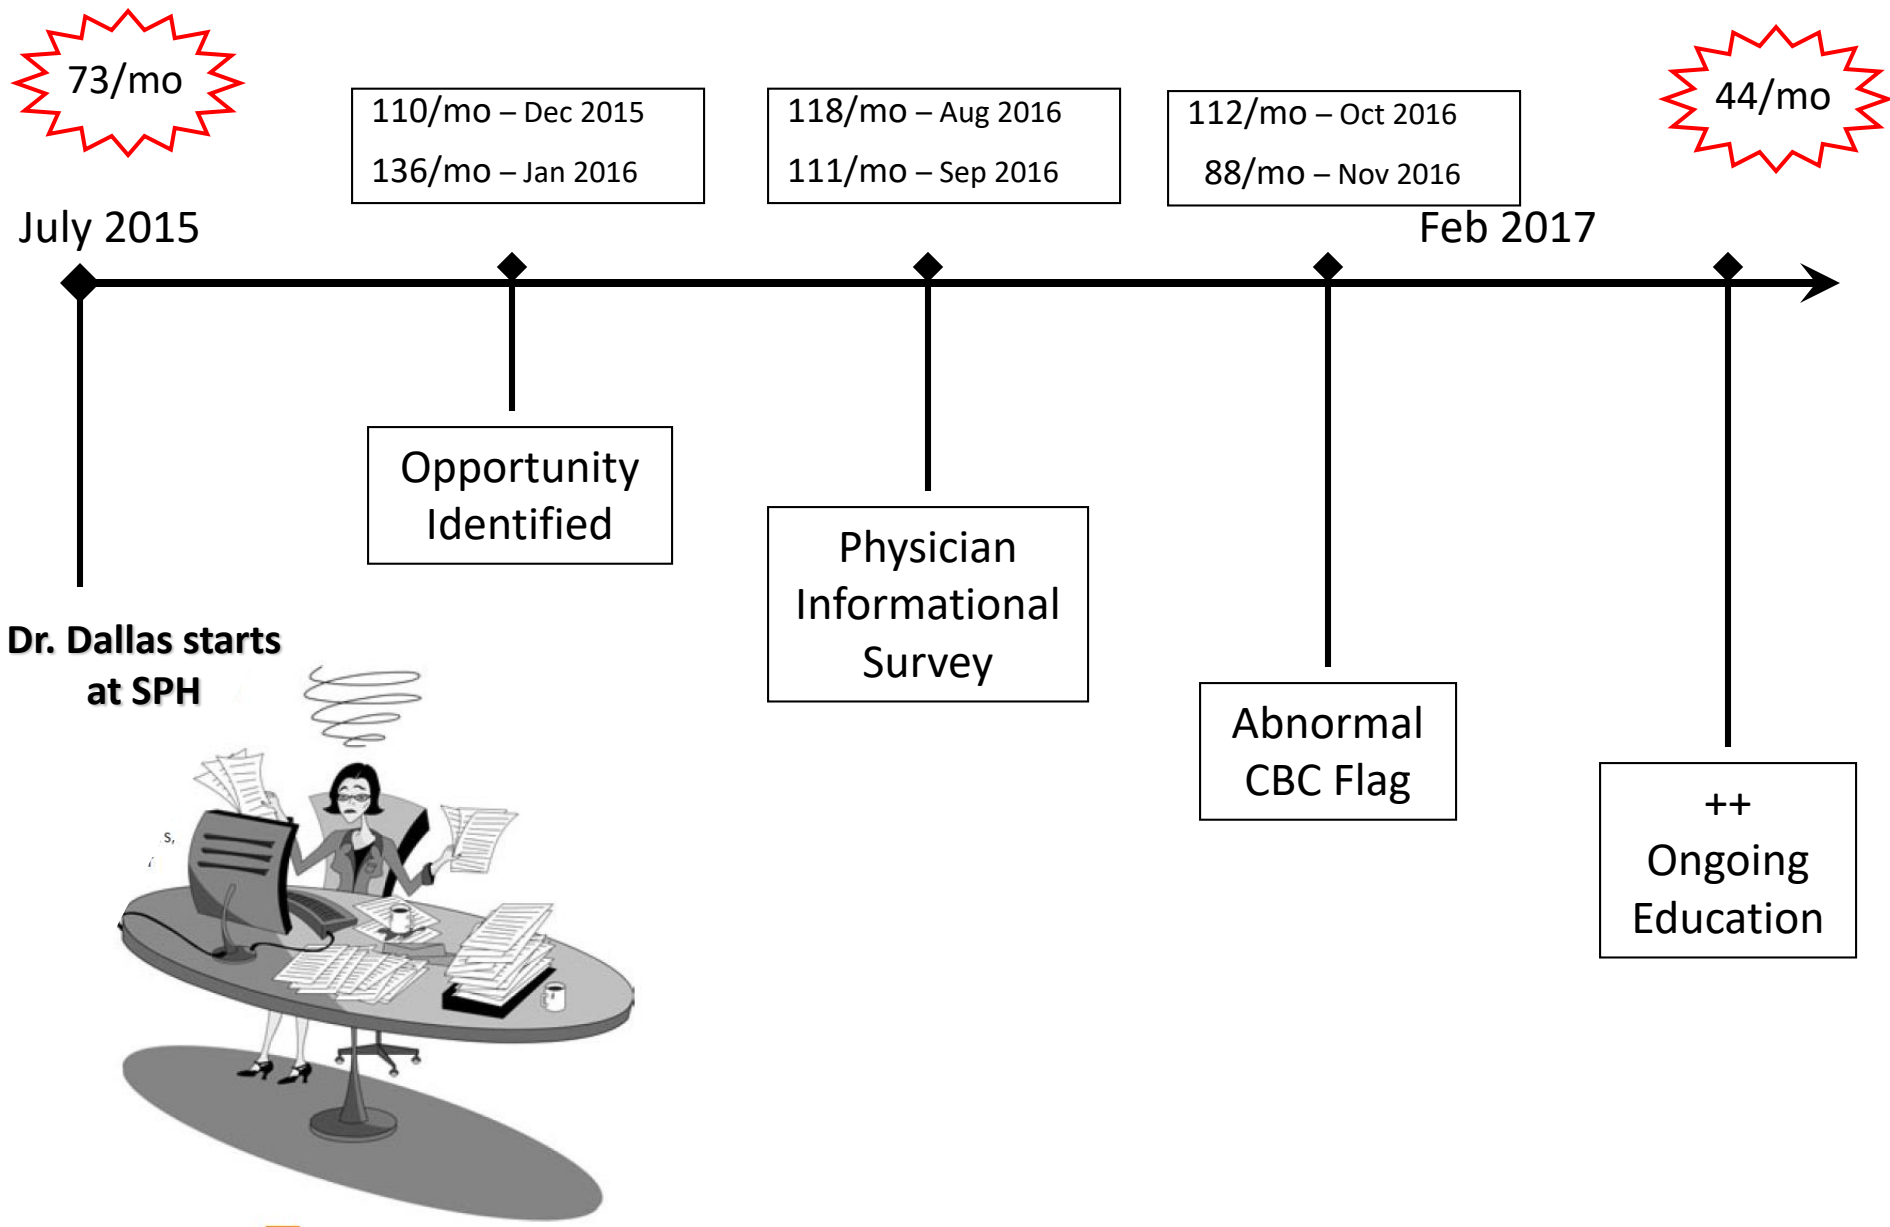 73/mo
110/mo – Dec 2015
136/mo – Jan 2016
118/mo – Aug 2016
111/mo – Sep 2016
112/mo – Oct 2016
88/mo – Nov 2016
44/mo
July 2015
Feb 2017
Opportunity
Identified
Physician
Informational
Survey
Abnormal
CBC Flag
++
Ongoing
Education
Dr. Dallas starts
at SPH
s,